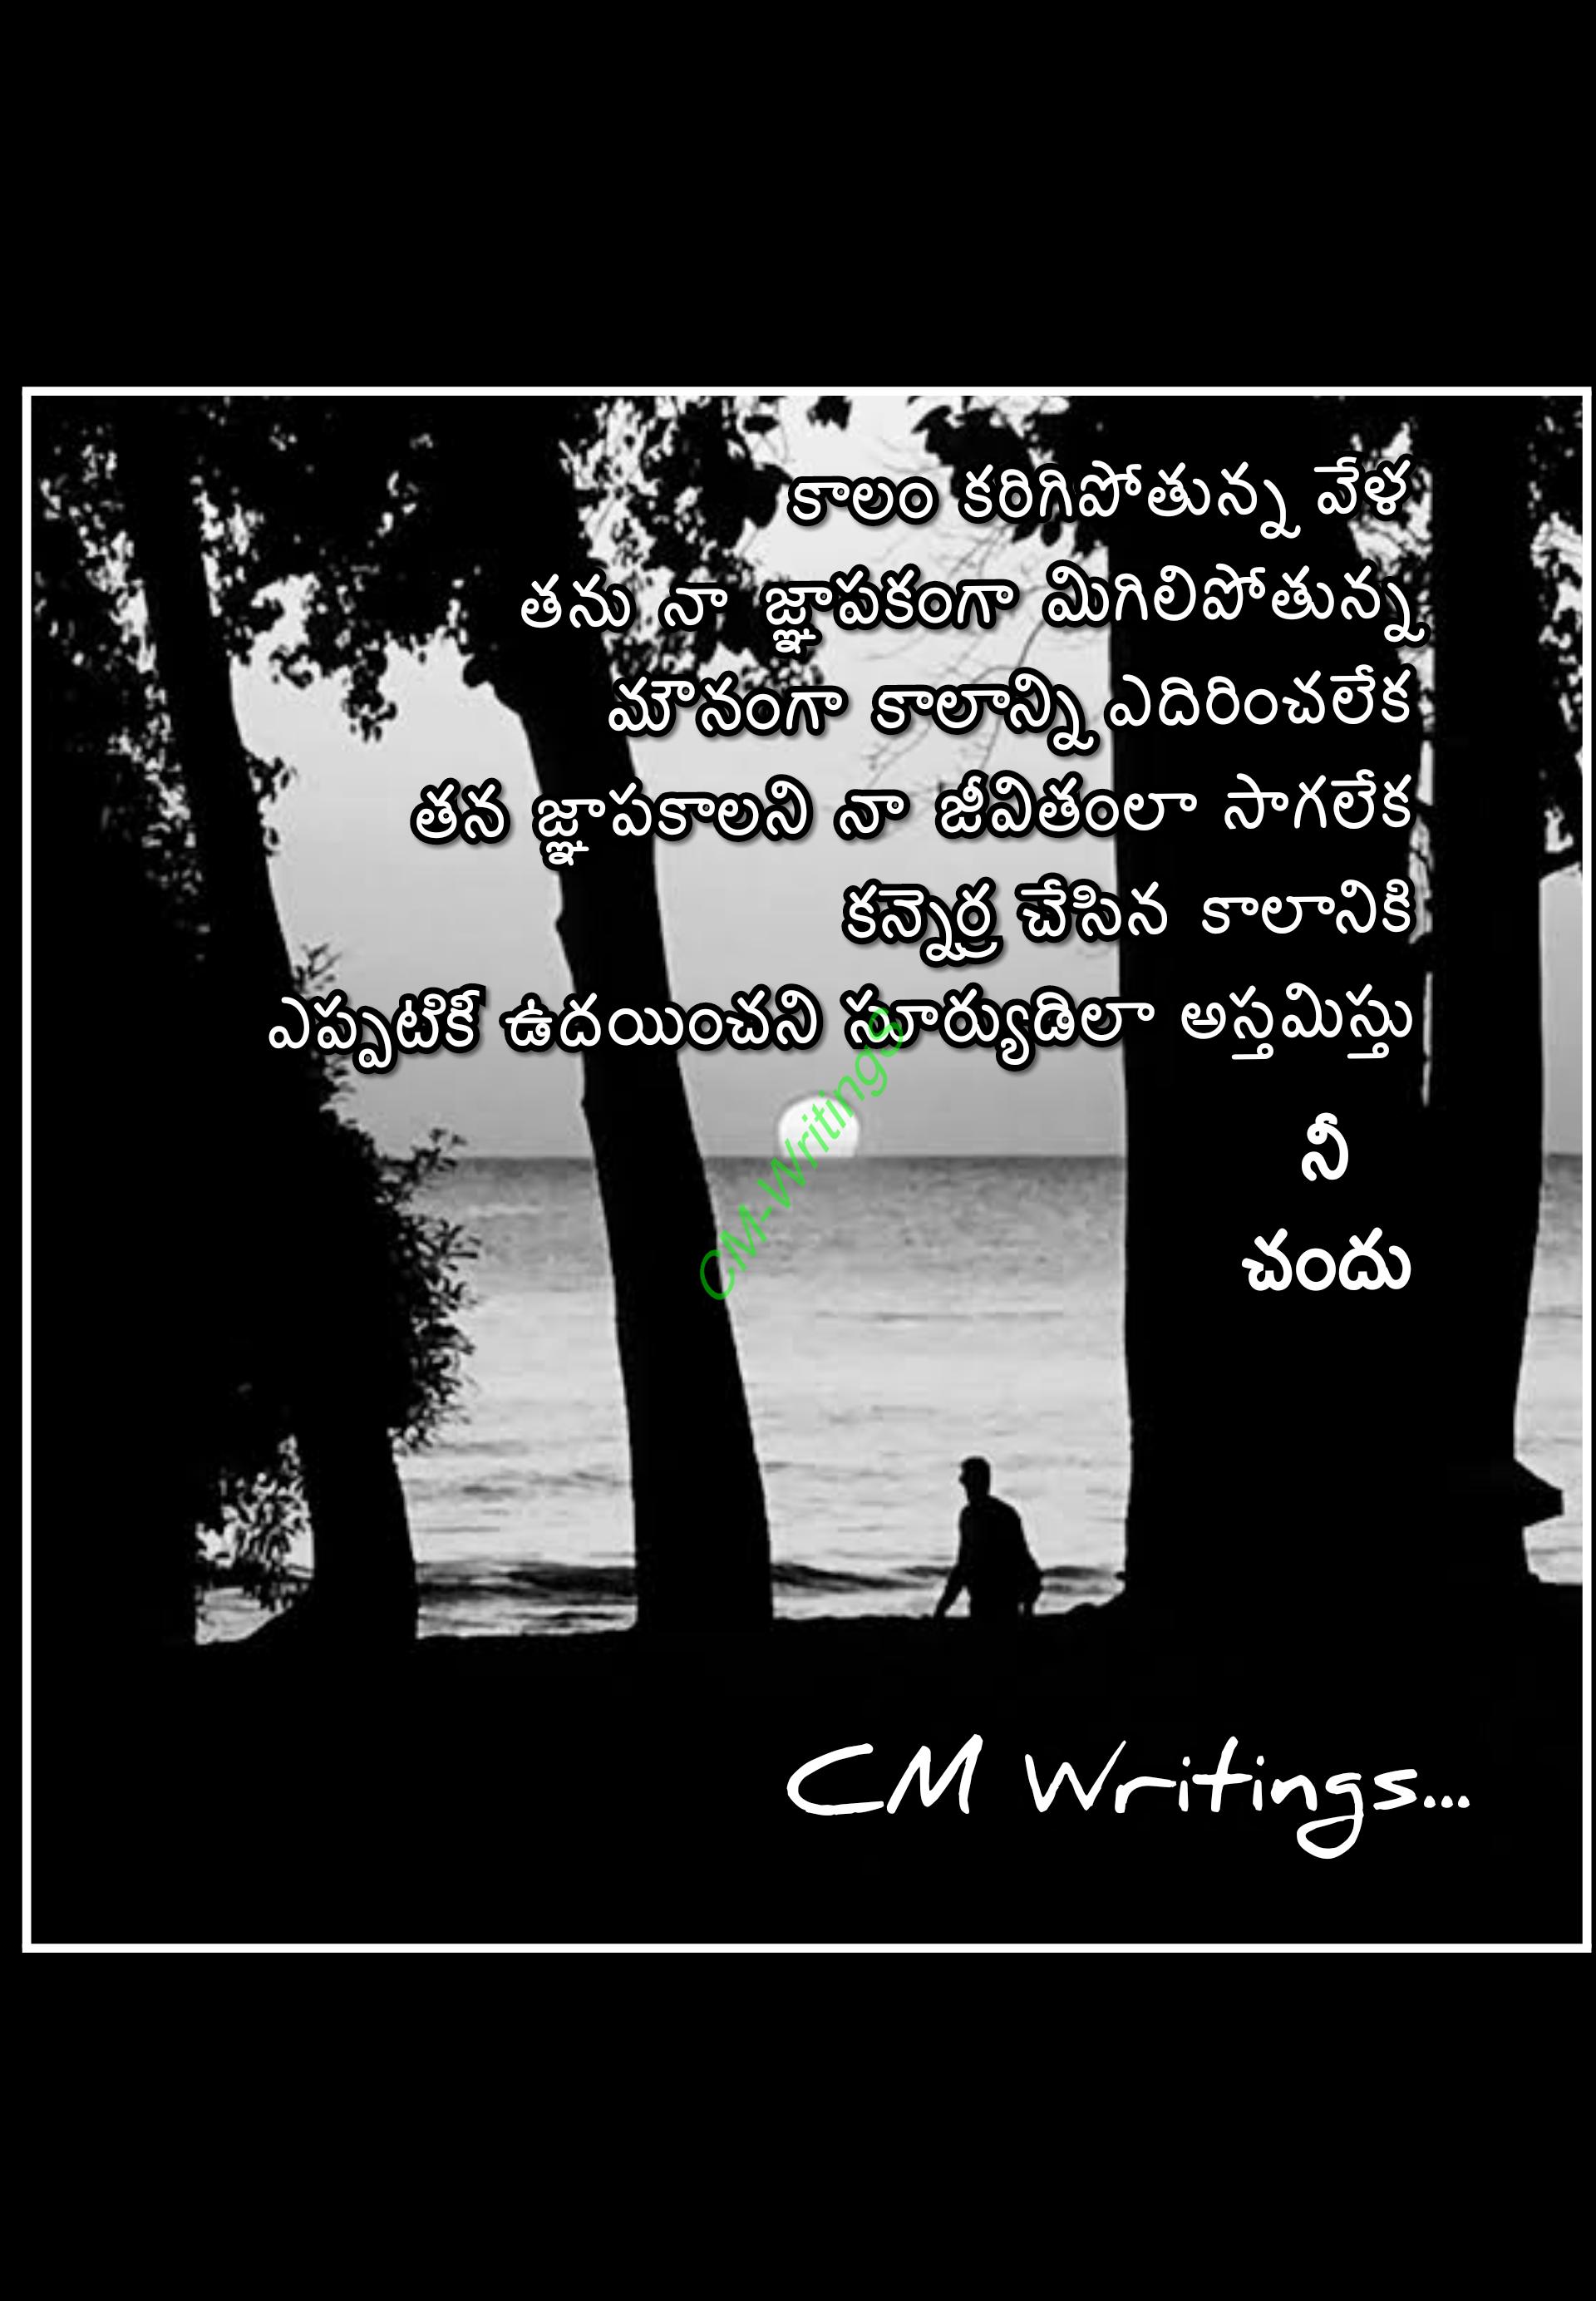 కాలం కరిగిపోతున్న వేళ
తను నా జ్ఞాపకంగా మిగిలిపోతున్న
మౌనంగా కాలాన్ని ఎదిరించలేక
తన జ్ఞాపకాలని నా జీవితంలా సాగలేక
కన్నెర్ర చేసిన కాలానికి
ఎప్పటికీ ఉదయించని సూర్యుడిలా అస్తమిస్తు
నీ
చందు
CM-WritingS
CM Writings...